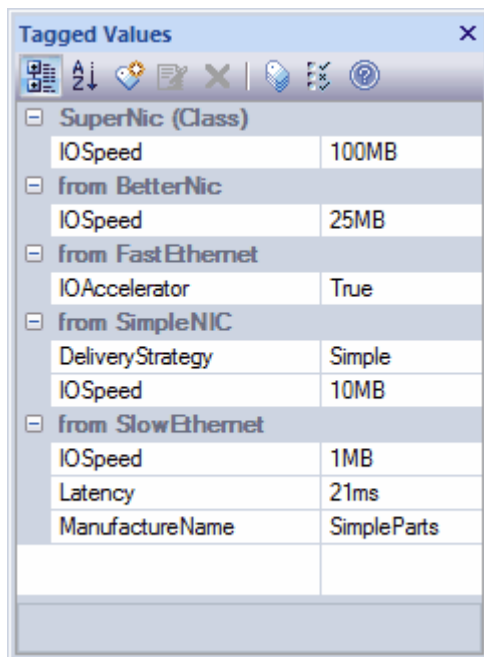 Tagged Values
SuperNic (Class)
IOSpeed 100MB
from BetterNic
IOSpeed 25MB
from FastEthernet
IOAccelerator True
from SimpleNIC
DeliveryStrategy Simple
IOSpeed 10MB
from SlowEthernet
IOSpeed 1MB
Latency 21ms
ManufactureName SimpleParts